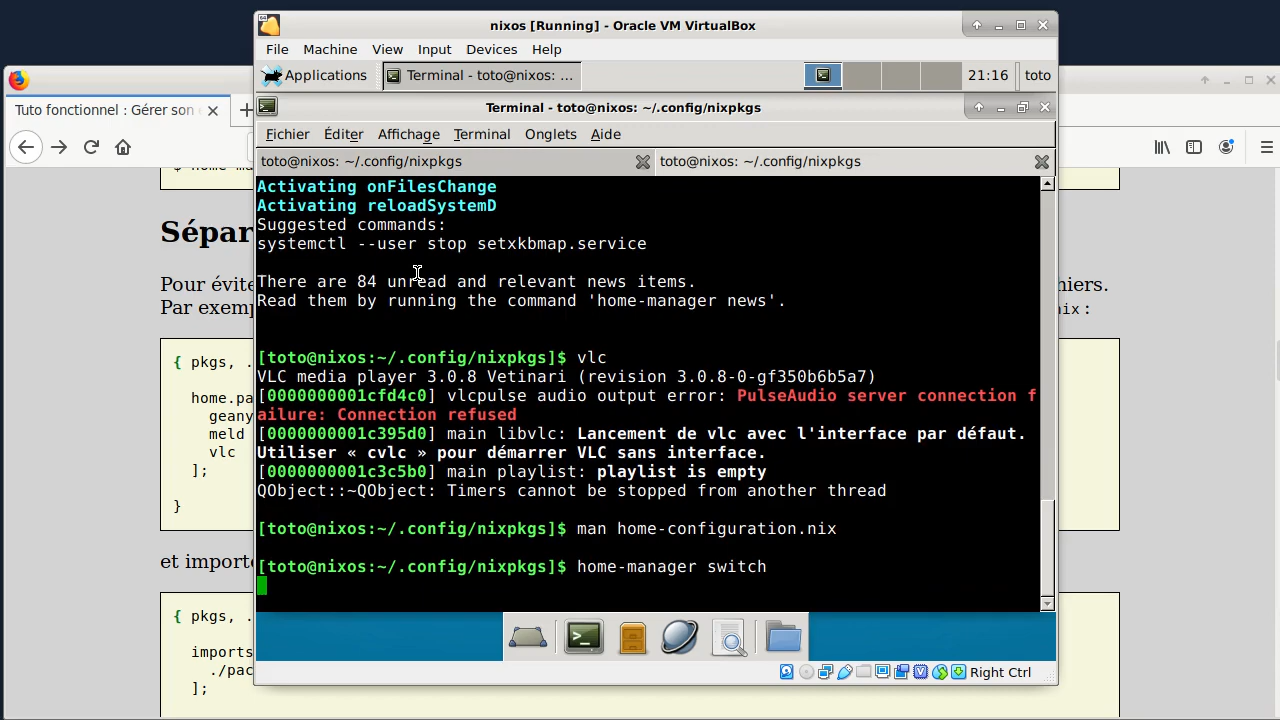 nixos [Running] - Oracle VM VirtualBox
File Machine View Input Devices Help
Applications Terminal - toto@nixos: ... 21:16 toto
Tuto fonctionnel : Gérer son
Terminal - toto@nixos: ~/.config/nixpkgs
Fichier Éditer Affichage Terminal Onglets Aide
toto@nixos: ~/.config/nixpkgs toto@nixos: ~/.config/nixpkgs
Activating onFilesChange
Activating reloadSystemD
Suggested commands:
systemctl --user stop setxkbmap.service
There are 84 unread and relevant news items.
Read them by running the command 'home-manager news'.
[toto@nixos:~/.config/nixpkgs]$ vlc
VLC media player 3.0.8 Vetinari (revision 3.0.8-0-gf350b6b5a7)
[0000000001cfd4c0] vlcpulse audio output error: PulseAudio server connection f
ailure: Connection refused
[0000000001c395d0] main libvlc: Lancement de vlc avec l'interface par défaut.
Utiliser « cvlc » pour démarrer VLC sans interface.
[0000000001c3c5b0] main playlist: playlist is empty
QObject::~QObject: Timers cannot be stopped from another thread
[toto@nixos:~/.config/nixpkgs]$ man home-configuration.nix
[toto@nixos:~/.config/nixpkgs]$ home-manager switch
Right Ctrl
Sépar
Pour évite
hiers.
Par exemp
ix :
{ pkgs, .
home.pa
geany
meld
vlc
];
}
et importe
{ pkgs, .
imports
./pac
];